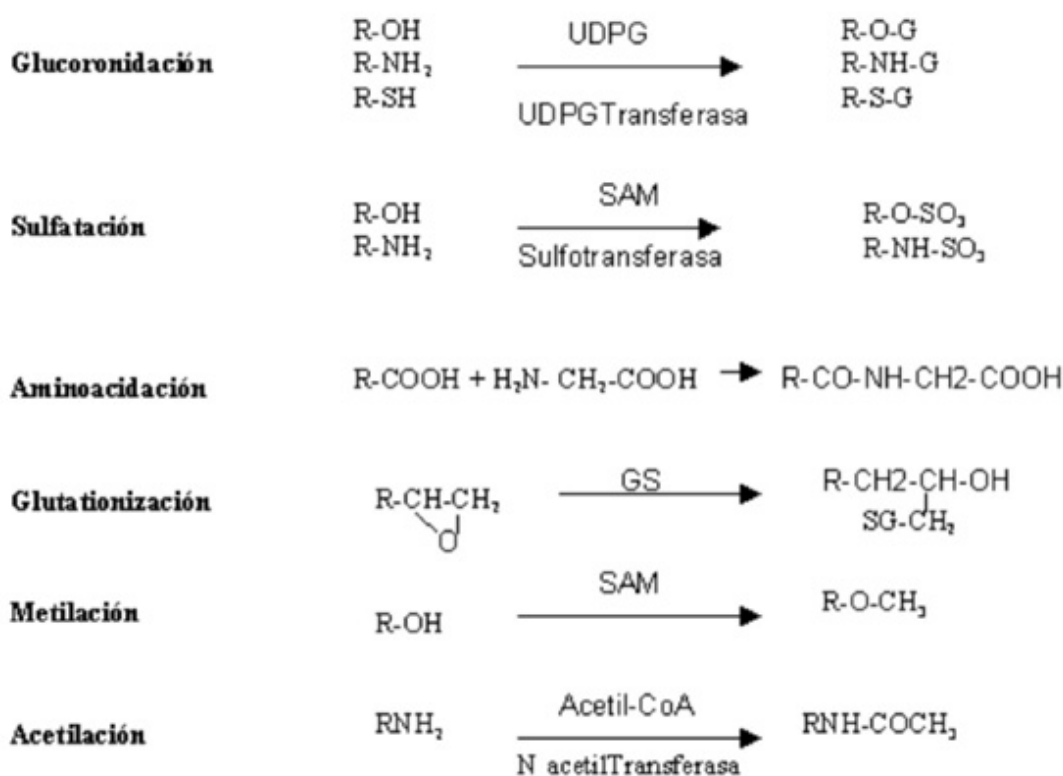 Glucoronidación
R-OH
R-NH₂
R-SH
UDPG
UDPGTransferasa
R-O-G
R-NH-G
R-S-G
Sulfatación
R-OH
R-NH₂
SAM
Sulfotransferasa
R-O-SO₃
R-NH-SO₃
Aminoacidación
R-COOH + H₂N- CH₂-COOH
R-CO-NH-CH2-COOH
Glutationización
R-CH-CH₂
O
GS
R-CH2-CH-OH
SG-CH₂
Metilación
R-OH
SAM
R-O-CH₃
Acetilación
RNH₂
Acetil-CoA
N acetilTransferasa
RNH-COCH₃